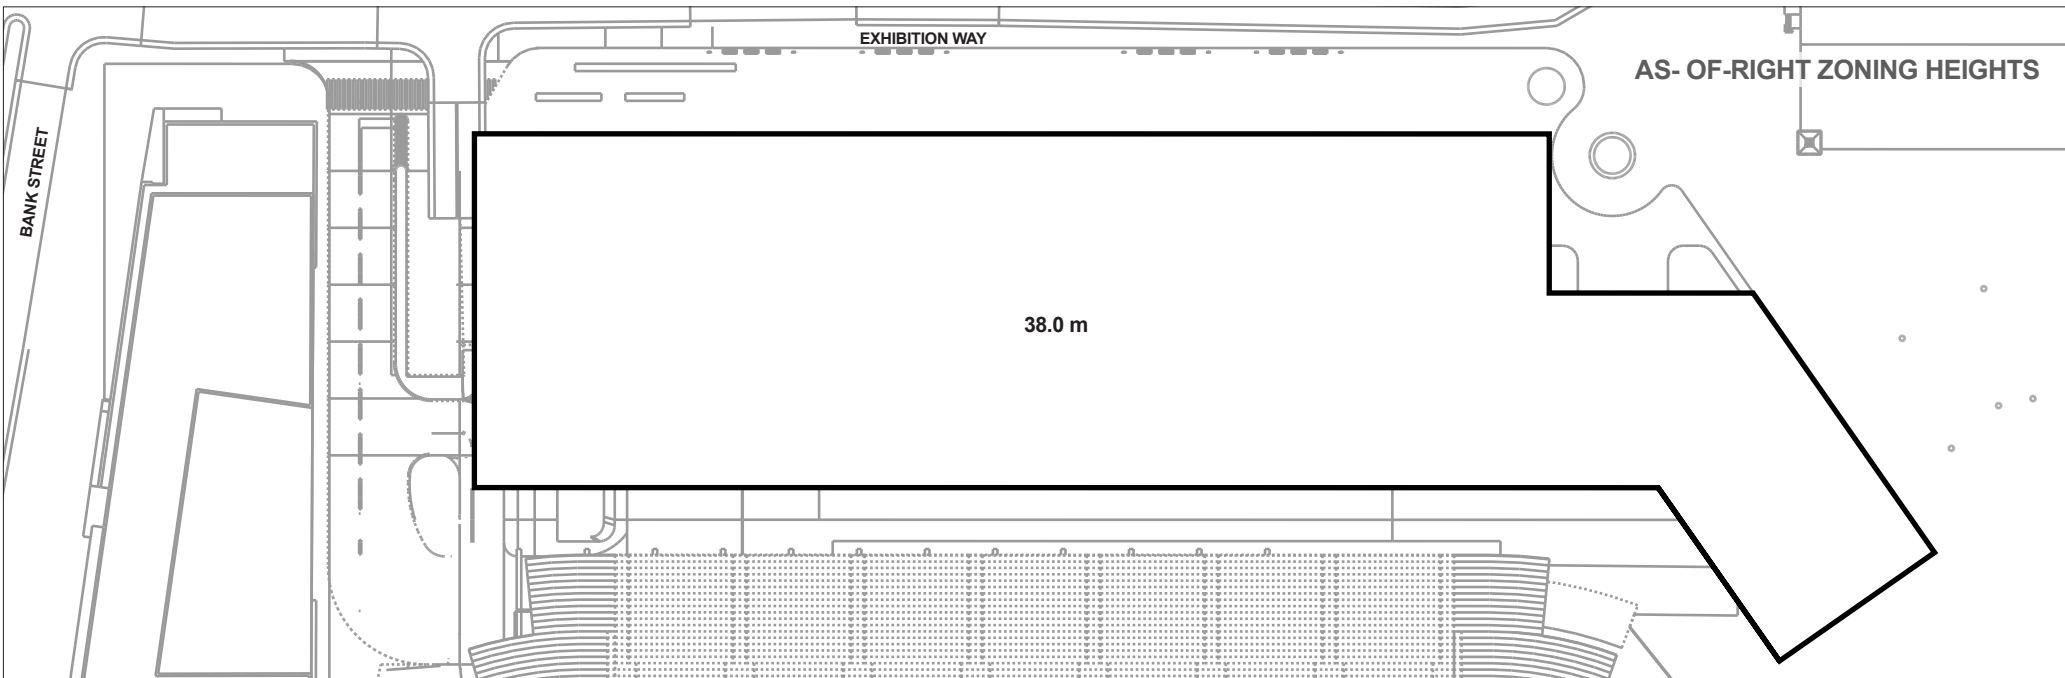 EXHIBITION WAY
AS- OF-RIGHT ZONING HEIGHTS
BANK STREET
38.0 m